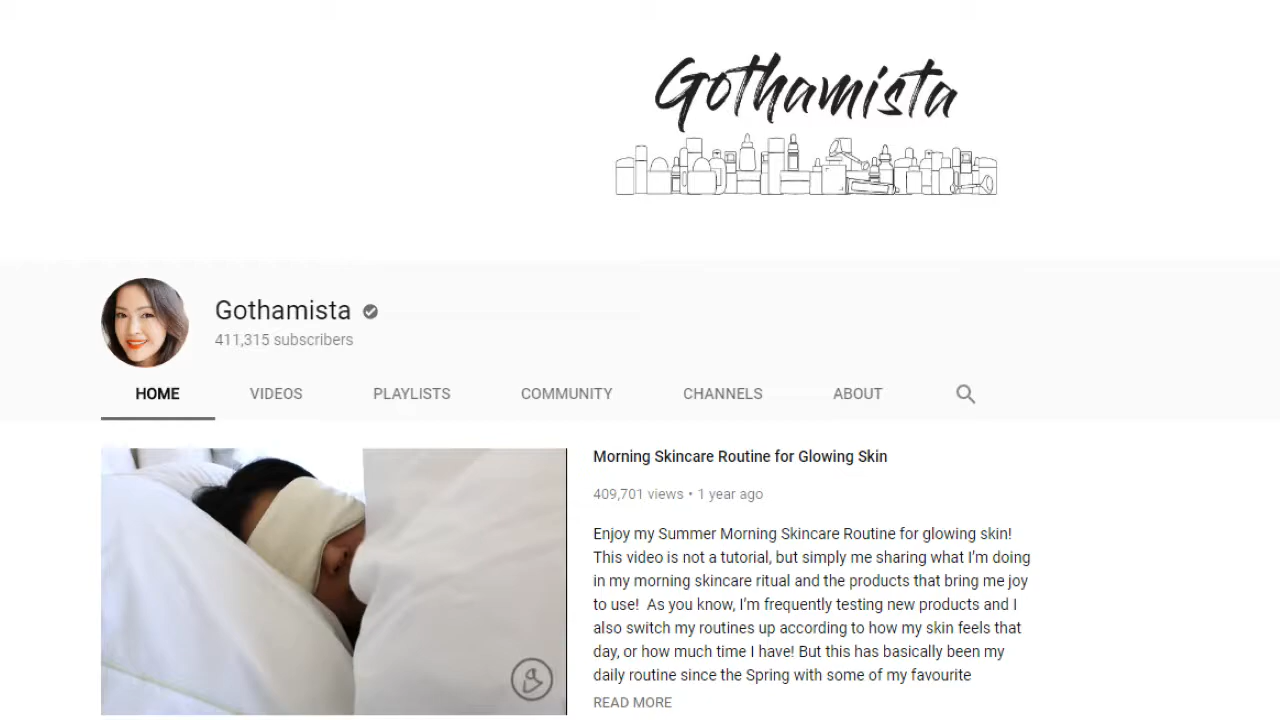 Gothamista
Gothamista
411,315 subscribers
HOME
VIDEOS
PLAYLISTS
COMMUNITY
CHANNELS
ABOUT
Morning Skincare Routine for Glowing Skin
409,701 views • 1 year ago
Enjoy my Summer Morning Skincare Routine for glowing skin!
This video is not a tutorial, but simply me sharing what I'm doing
in my morning skincare ritual and the products that bring me joy
to use!  As you know, I'm frequently testing new products and I
also switch my routines up according to how my skin feels that
day, or how much time I have! But this has basically been my
daily routine since the Spring with some of my favourite
READ MORE